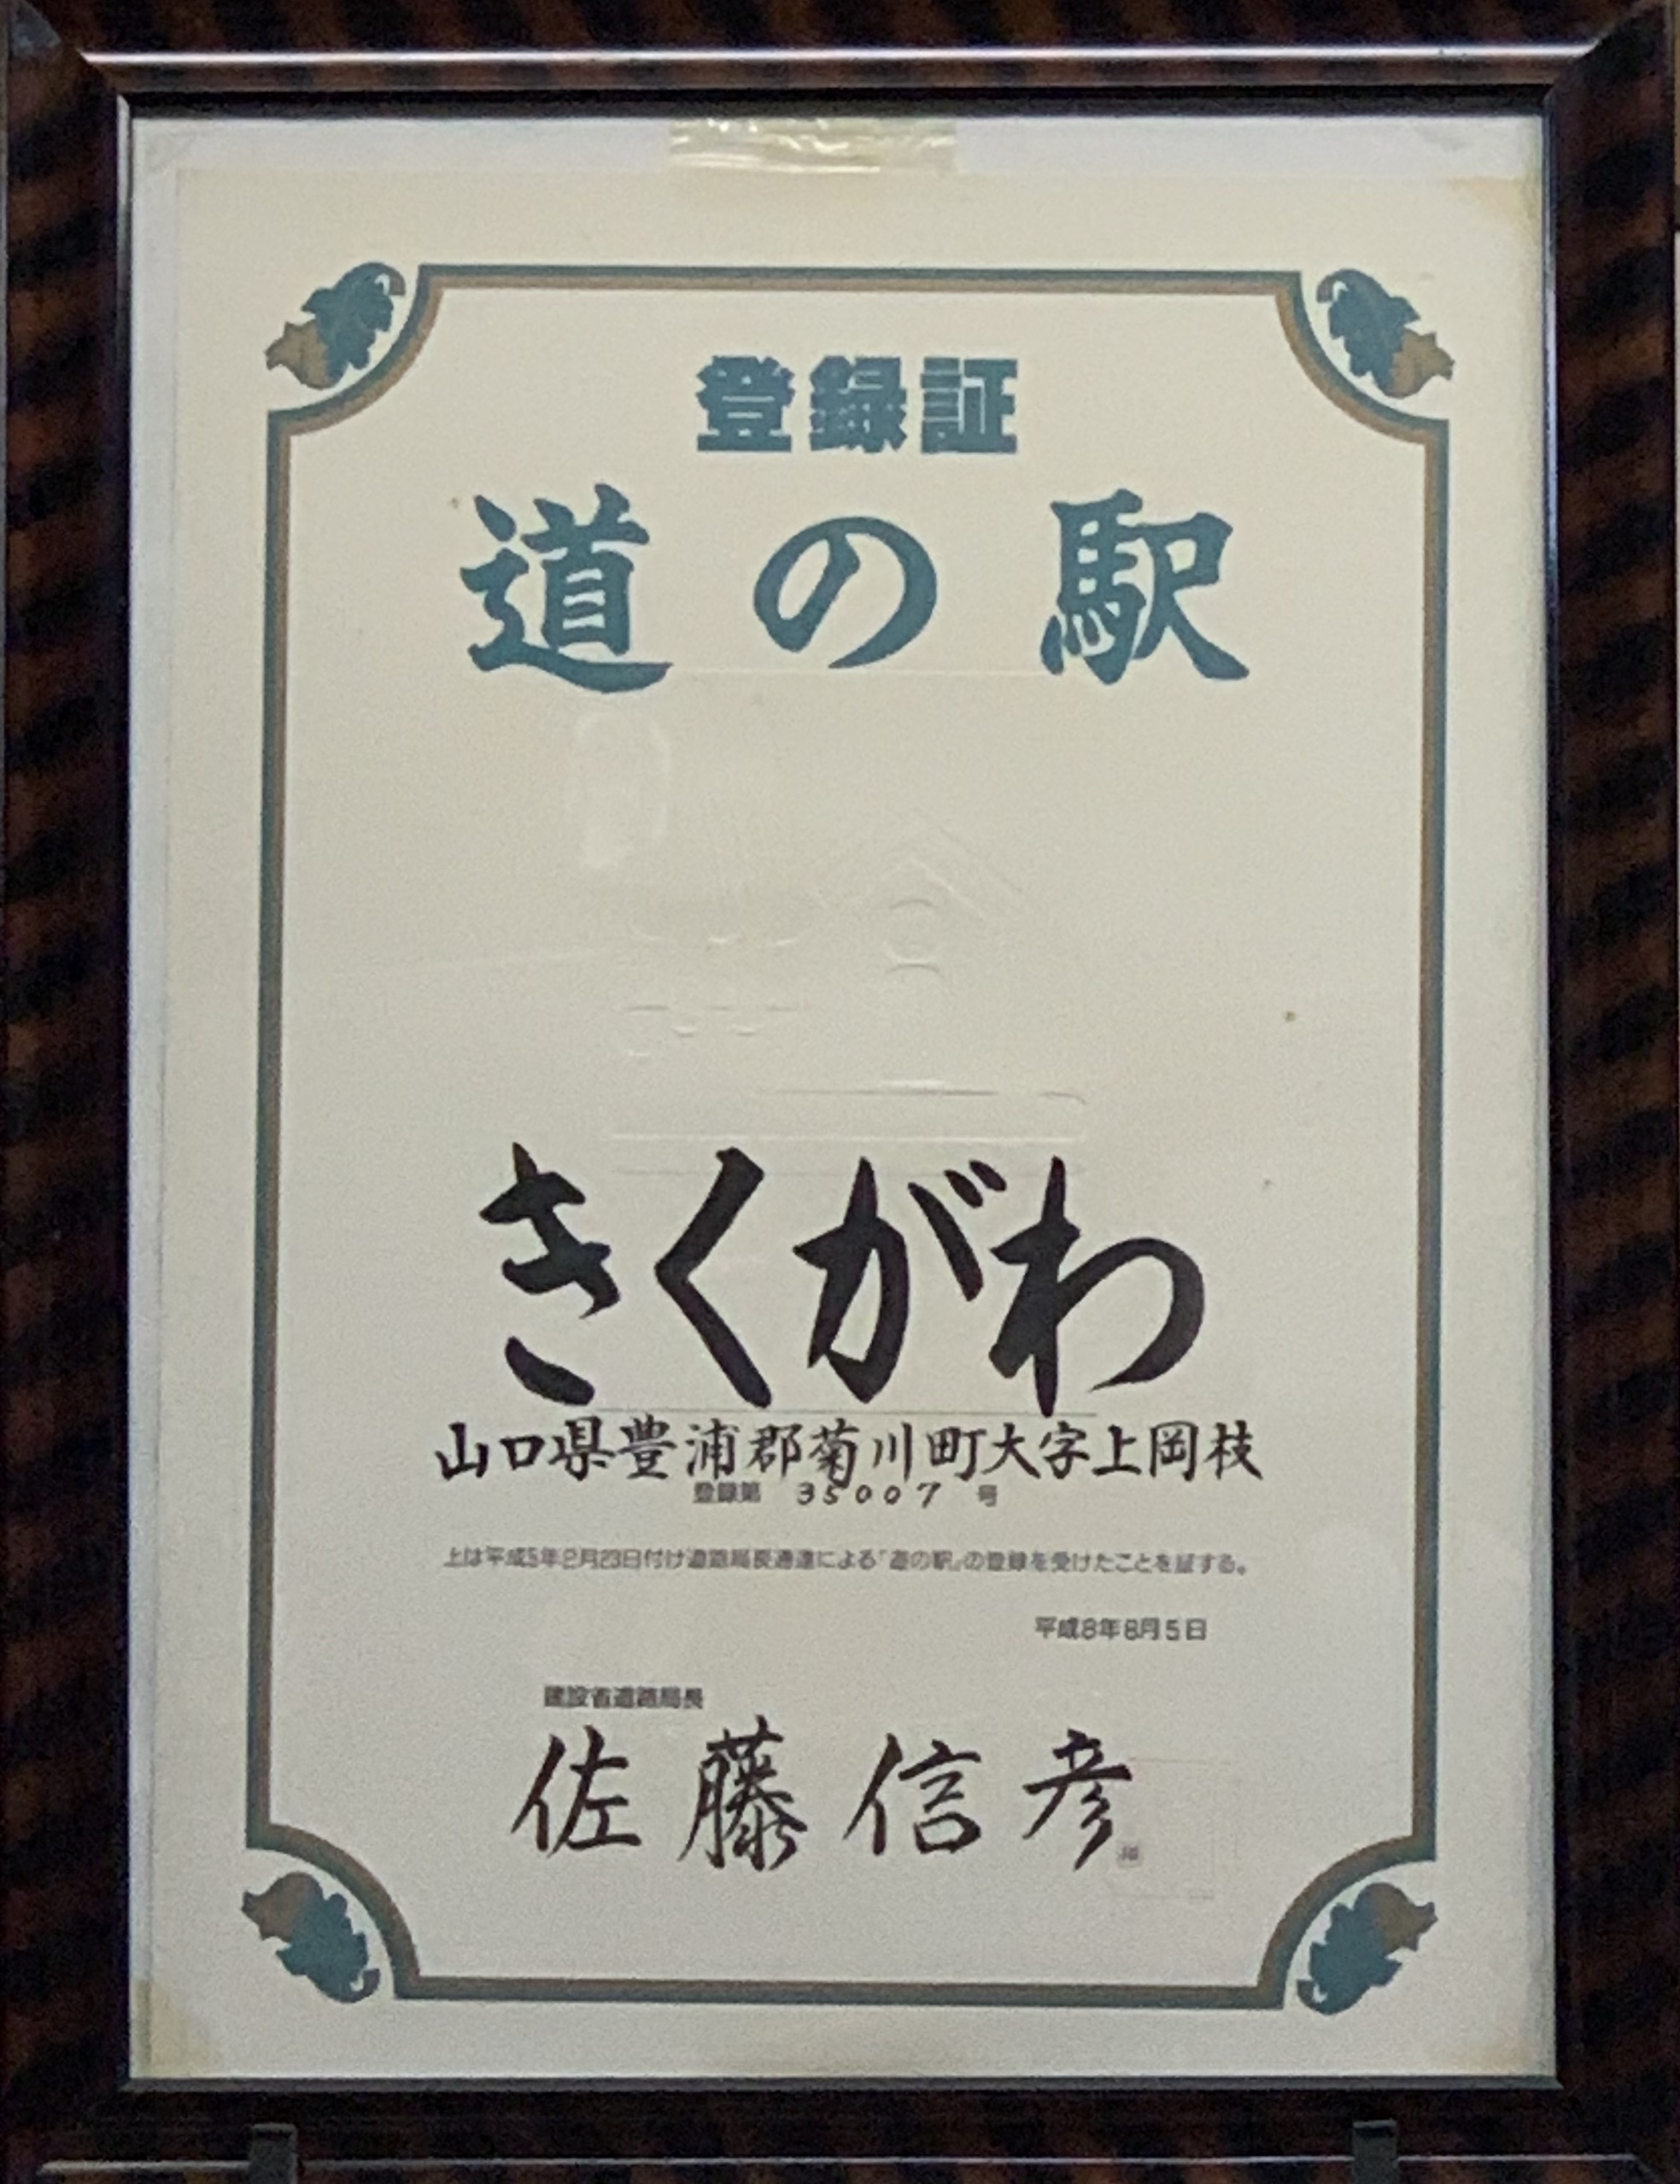 登録証
道の駅
きくがわ
山口県豊浦郡菊川町大字上岡枝
登録第 35007 号
上は平成5年2月23日付け道路局長通達による「道の駅」の登録を受けたことを証する。
平成8年8月5日
建設省道路局長
佐藤信彦